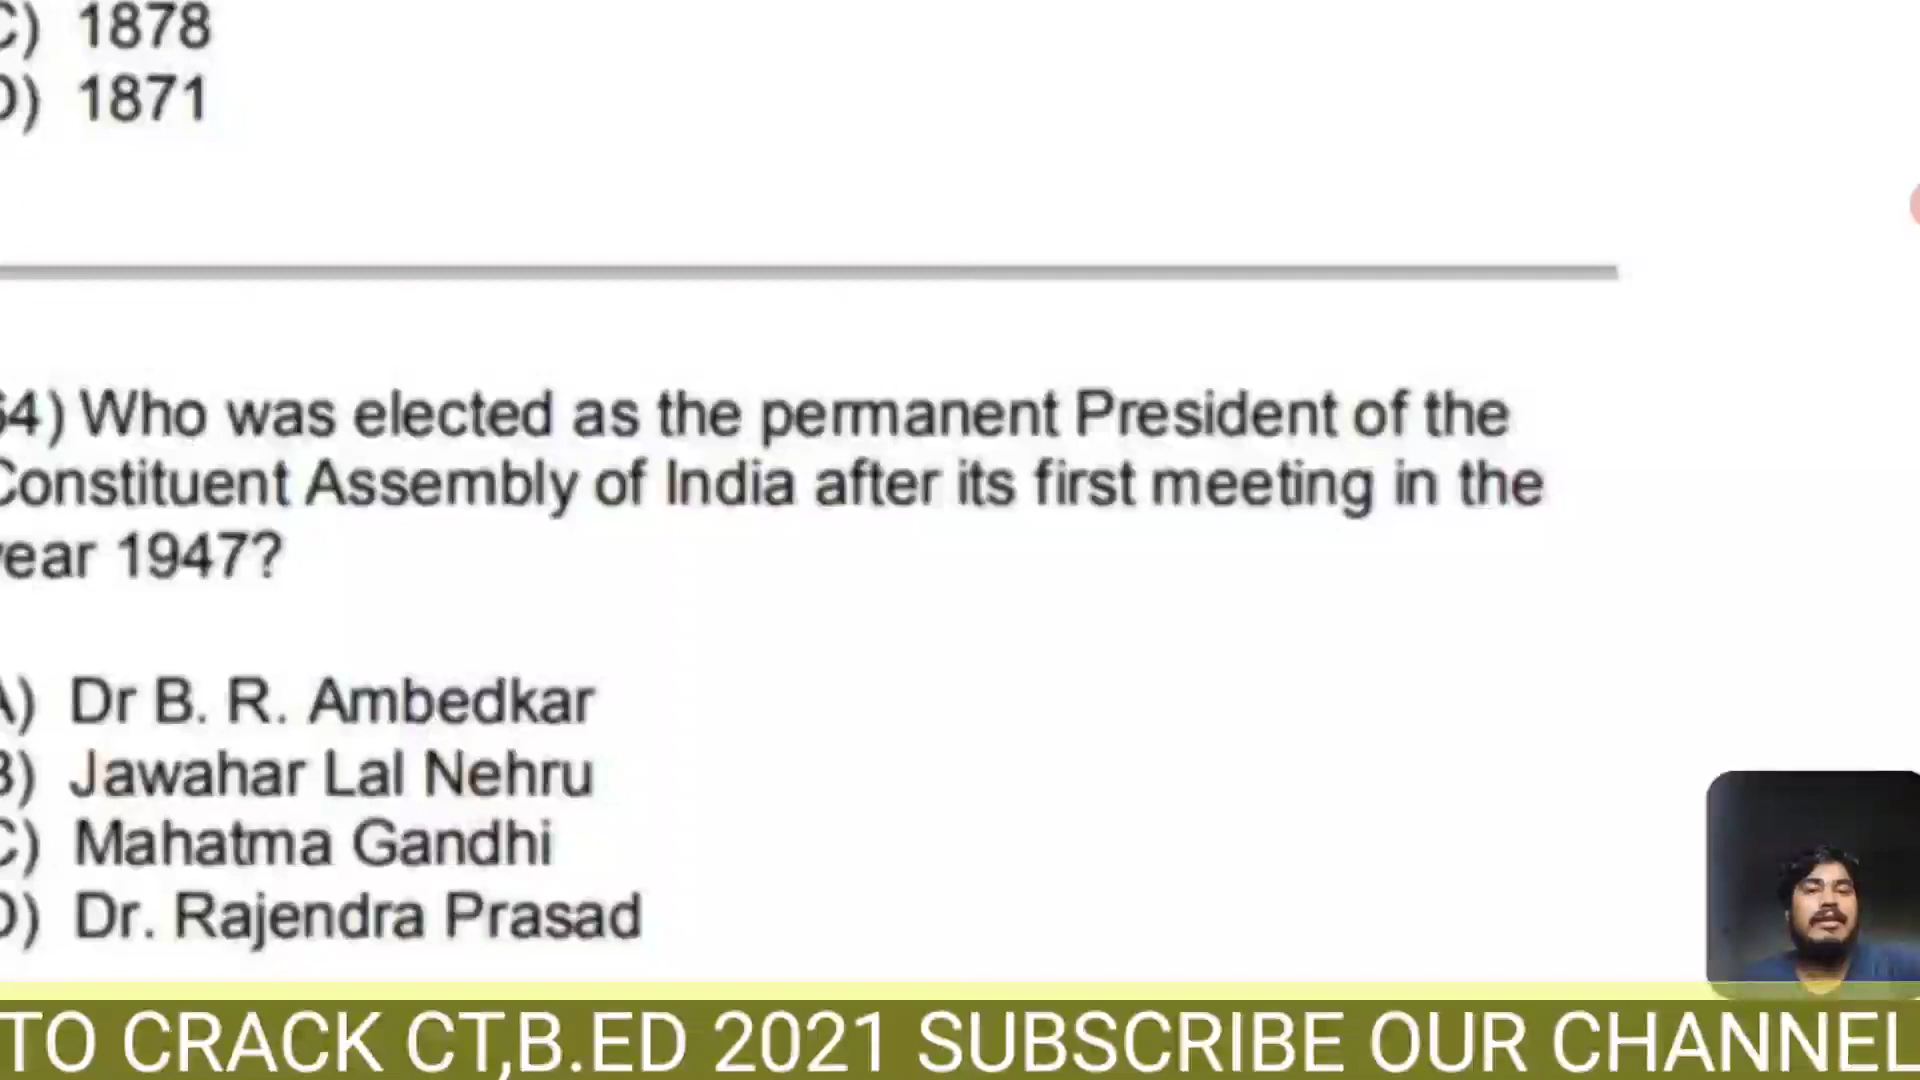 C) 1878
D) 1871
64) Who was elected as the permanent President of the
Constituent Assembly of India after its first meeting in the
year 1947?
A) Dr B. R. Ambedkar
B) Jawahar Lal Nehru
C) Mahatma Gandhi
D) Dr. Rajendra Prasad
TO CRACK CT,B.ED 2021 SUBSCRIBE OUR CHANNEL